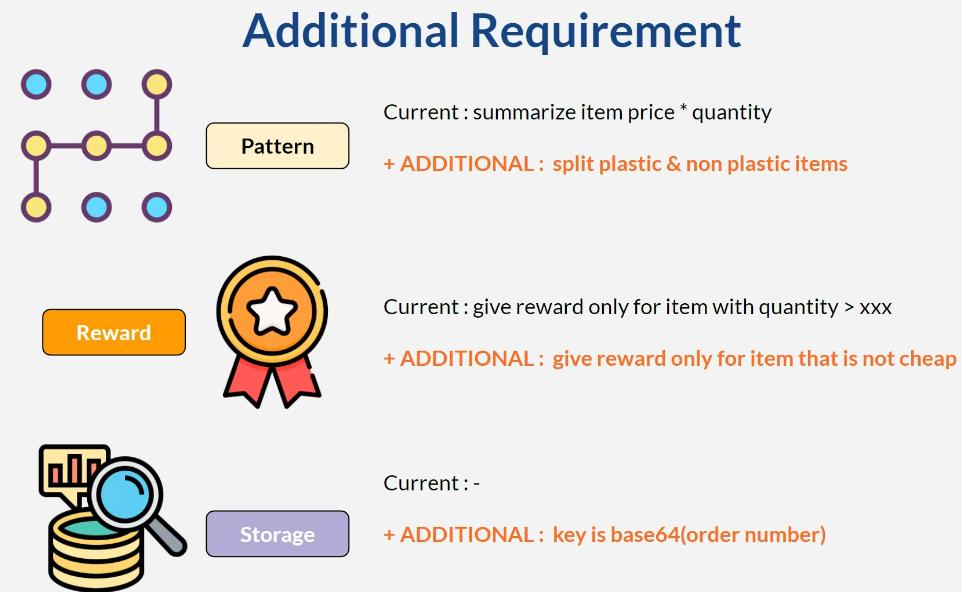 Additional Requirement
Pattern
Current : summarize item price * quantity
+ ADDITIONAL : split plastic & non plastic items
Reward
Current : give reward only for item with quantity > xxx
+ ADDITIONAL : give reward only for item that is not cheap
Storage
Current : -
+ ADDITIONAL : key is base64(order number)